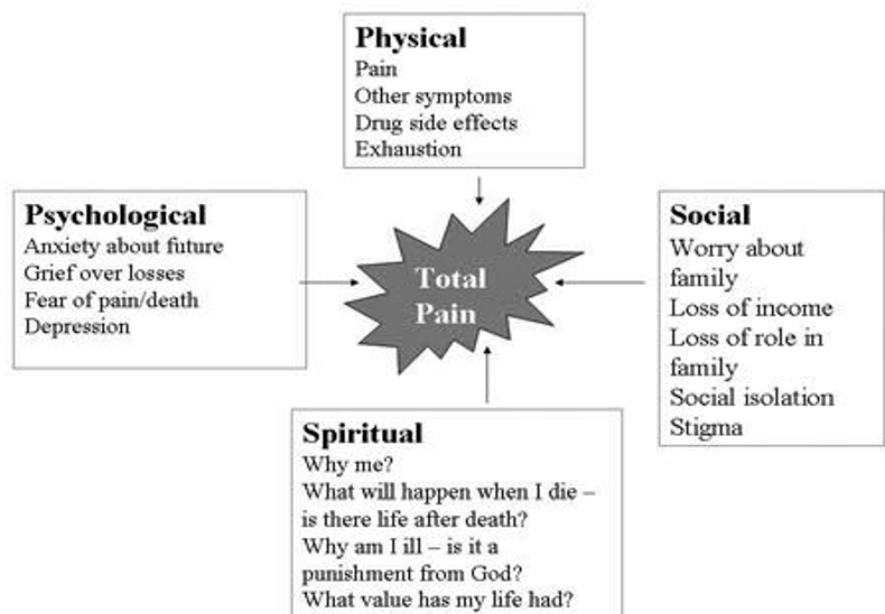 Physical
Pain
Other symptoms
Drug side effects
Exhaustion
Psychological
Anxiety about future
Grief over losses
Fear of pain/death
Depression
Total
Pain
Social
Worry about
family
Loss of income
Loss of role in
family
Social isolation
Stigma
Spiritual
Why me?
What will happen when I die –
is there life after death?
Why am I ill – is it a
punishment from God?
What value has my life had?